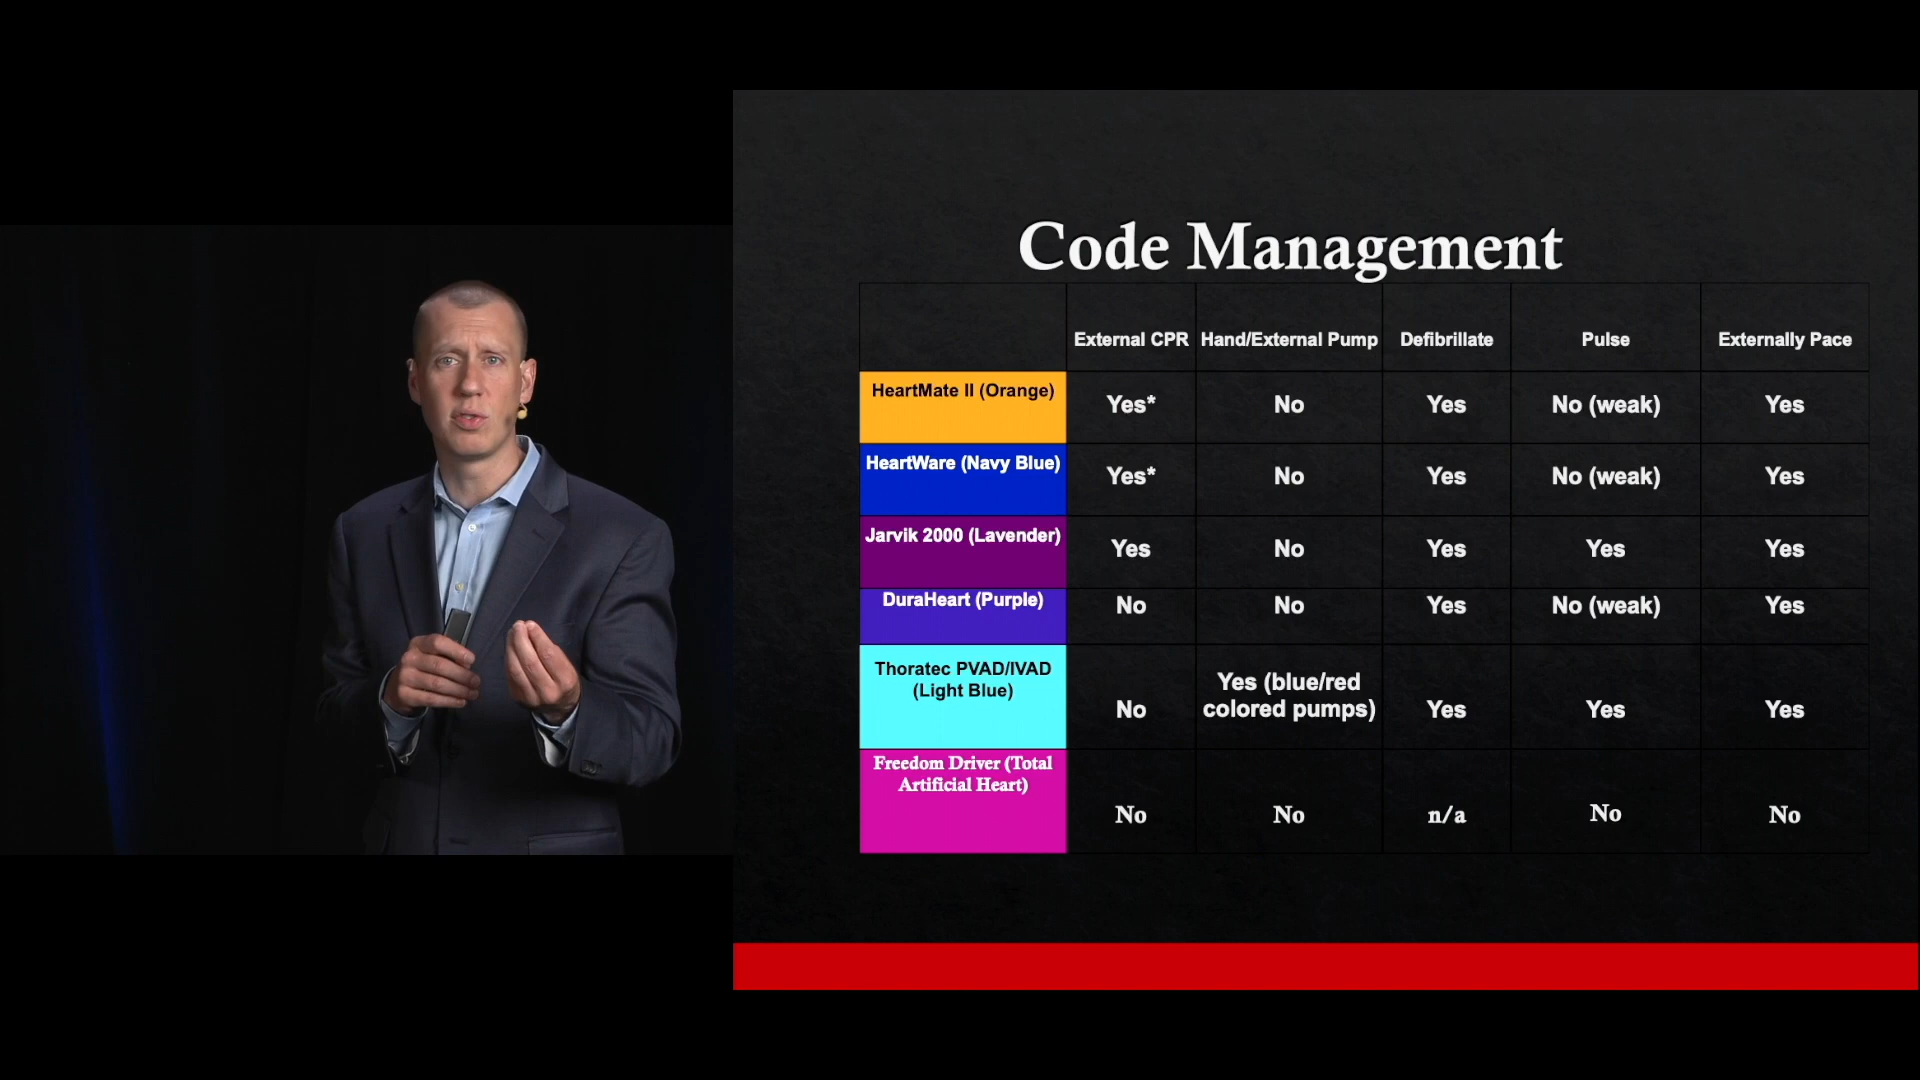 Code Management
External CPR Hand/External Pump Defibrillate Pulse Externally Pace
HeartMate II (Orange) Yes* No Yes No (weak) Yes
HeartWare (Navy Blue) Yes* No Yes No (weak) Yes
Jarvik 2000 (Lavender) Yes No Yes Yes Yes
DuraHeart (Purple) No No Yes No (weak) Yes
Thoratec PVAD/IVAD
(Light Blue) No Yes (blue/red
colored pumps) Yes Yes Yes
Freedom Driver (Total
Artificial Heart) No No n/a No No